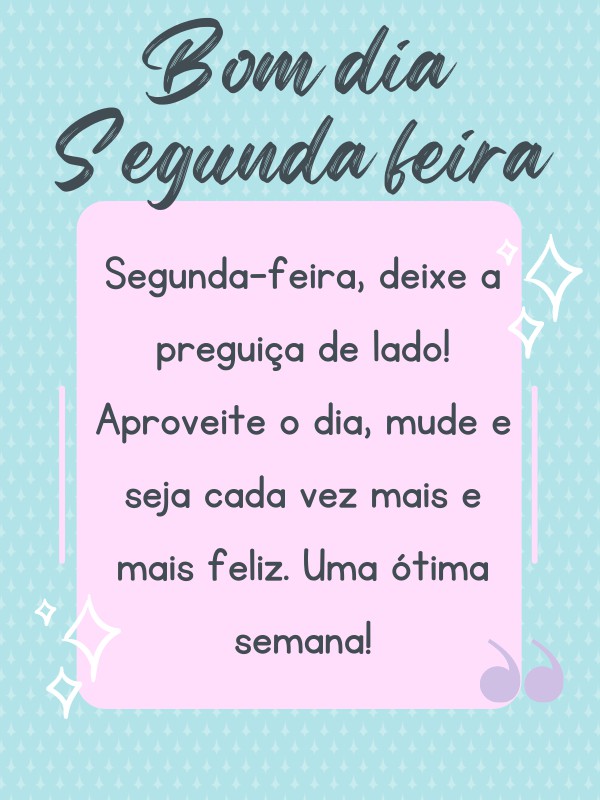 Bom dia
Segunda feira
Segunda-feira, deixe a
preguiça de lado!
Aproveite o dia, mude e
seja cada vez mais e
mais feliz. Uma ótima
semana!